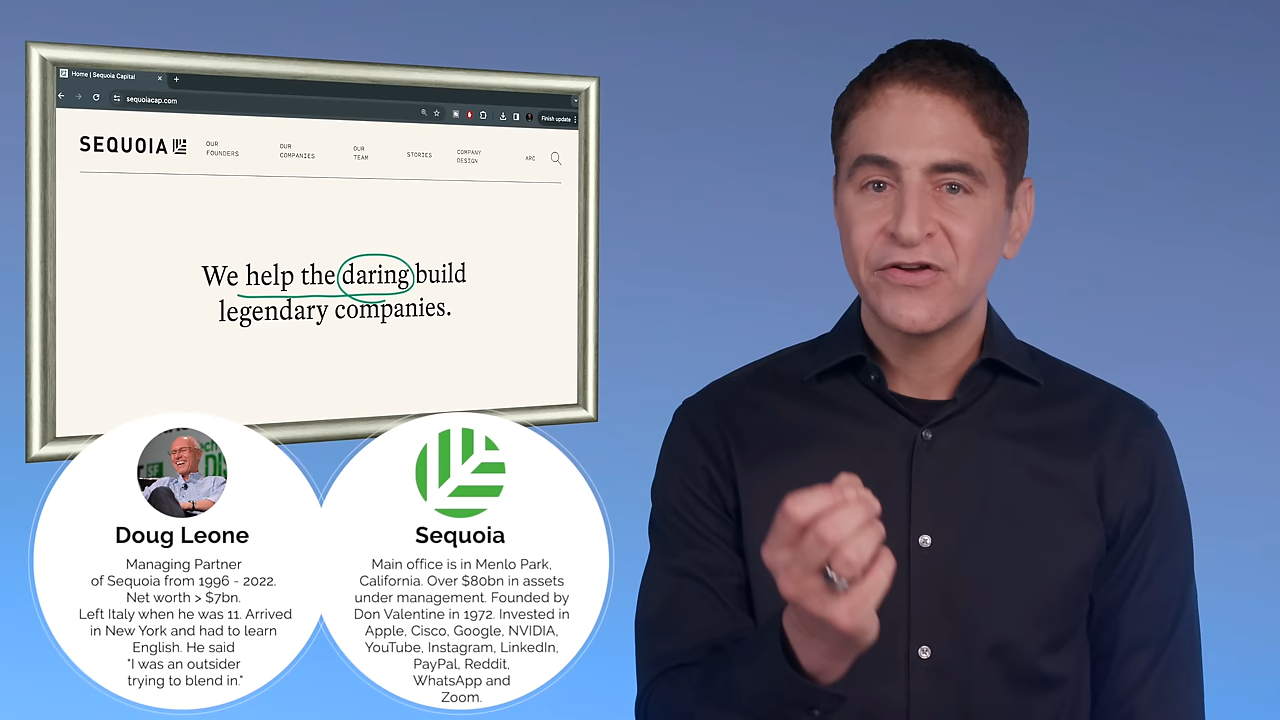 Home | Sequoia Capital
sequoiacap.com
Finish update
SEQUOIA
OUR
FOUNDERS
OUR
COMPANIES
OUR
TEAM
STORIES
COMPANY
DESIGN
ARC
We help the daring build
legendary companies.
Doug Leone
Managing Partner
of Sequoia from 1996 - 2022.
Net worth > $7bn.
Left Italy when he was 11. Arrived
in New York and had to learn
English. He said
"I was an outsider
trying to blend in."
Sequoia
Main office is in Menlo Park,
California. Over $80bn in assets
under management. Founded by
Don Valentine in 1972. Invested in
Apple, Cisco, Google, NVIDIA,
YouTube, Instagram, LinkedIn,
PayPal, Reddit,
WhatsApp and
Zoom.